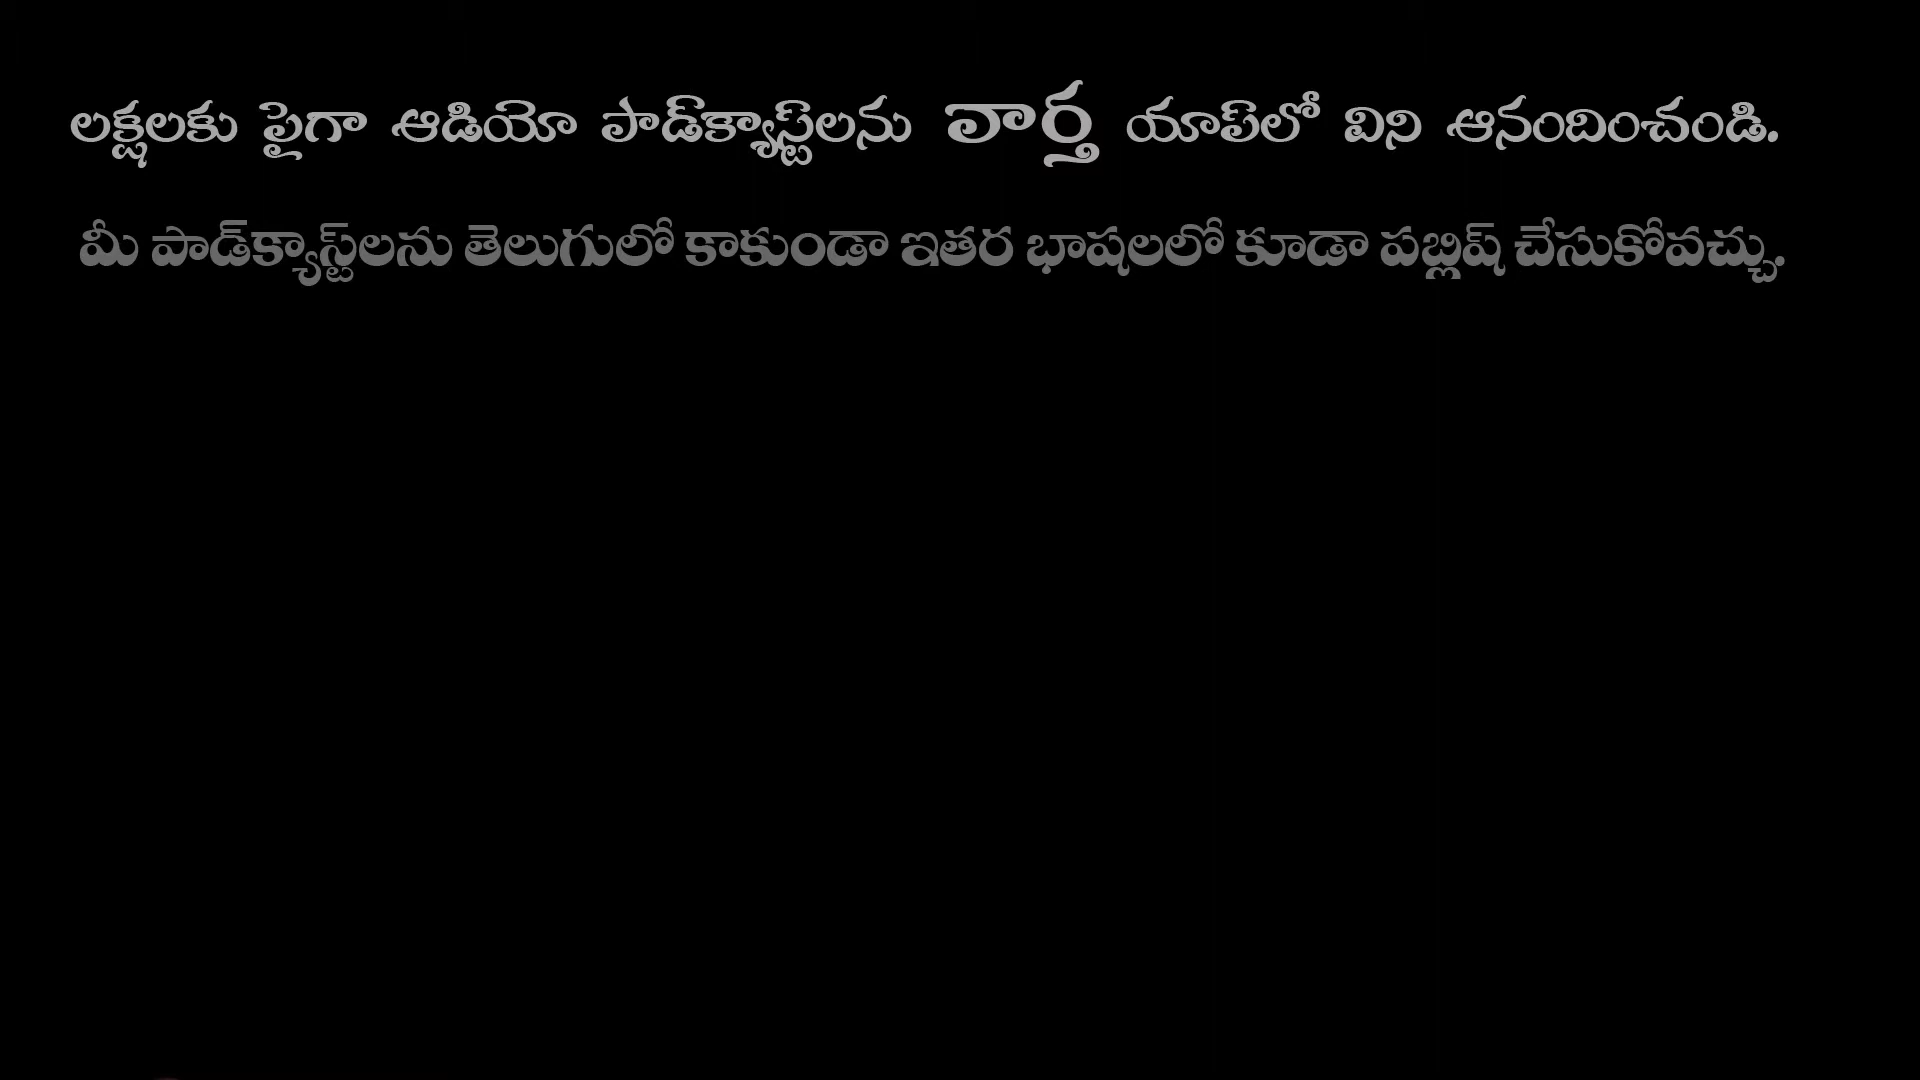 లక్షలకు పైగా ఆడియో పాడ్‌క్యాస్ట్‌లను వార్త యాప్‌లో విని ఆనందించండి.
మీ పాడ్‌క్యాస్ట్‌లను తెలుగులో కాకుండా ఇతర భాషలలో కూడా పబ్లిష్ చేసుకోవచ్చు.